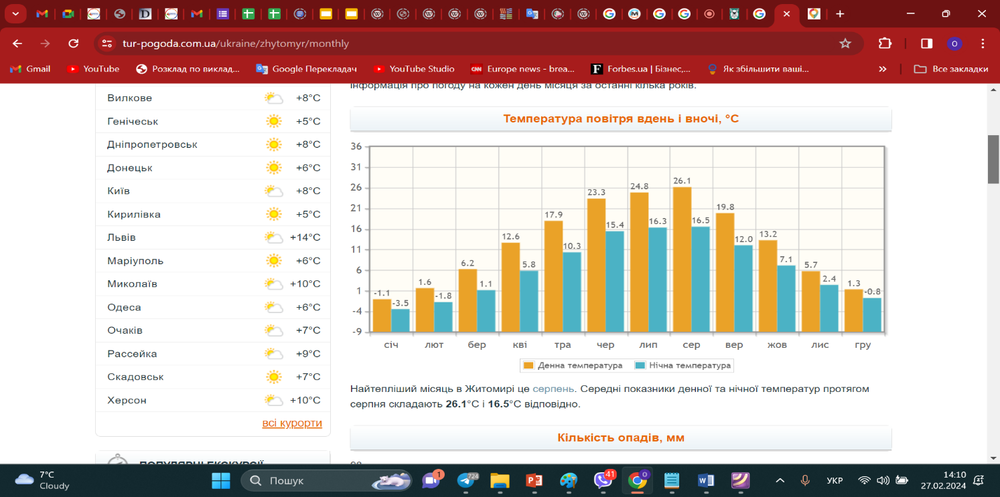 tur-pogoda.com.ua/ukraine/zhytomyr/monthly
Gmail YouTube Розклад по виклад... Google Перекладач YouTube Studio Europe news - brea... Forbes.ua | Бізнес,... Як збільшити ваші... » Все закладки
Вилкове +8°C
Генічеськ +5°C
Дніпропетровськ +8°C
Донецьк +6°C
Київ +8°C
Кирилівка +5°C
Львів +14°C
Маріуполь +6°C
Миколаїв +10°C
Одеса +6°C
Очаків +7°C
Рассейка +9°C
Скадовськ +7°C
Херсон +10°C
всі курорти
ПОПУЛЯРНІ ЕКСКУРСІЇ
інформація про погоду на кожен день місяця за останні кілька років.
Температура повітря вдень і вночі, °C
36
31
26
21
16
11
6
1
-4
-9
-1.1 -3.5 1.6 -1.8 6.2 1.1 12.6 5.8 17.9 10.3 23.3 15.4 24.8 16.3 26.1 16.5 19.8 12.0 13.2 7.1 5.7 2.4 1.3 -0.8
січ лют бер кві тра чер лип сер вер жов лис гру
Денна температура Нічна температура
Найтепліший місяць в Житомирі це серпень. Середні показники денної та нічної температур протягом
серпня складають 26.1°C і 16.5°C відповідно.
Кількість опадів, мм
7°C
Cloudy
Пошук
1
724
41
УКР
14:10
27.02.2024